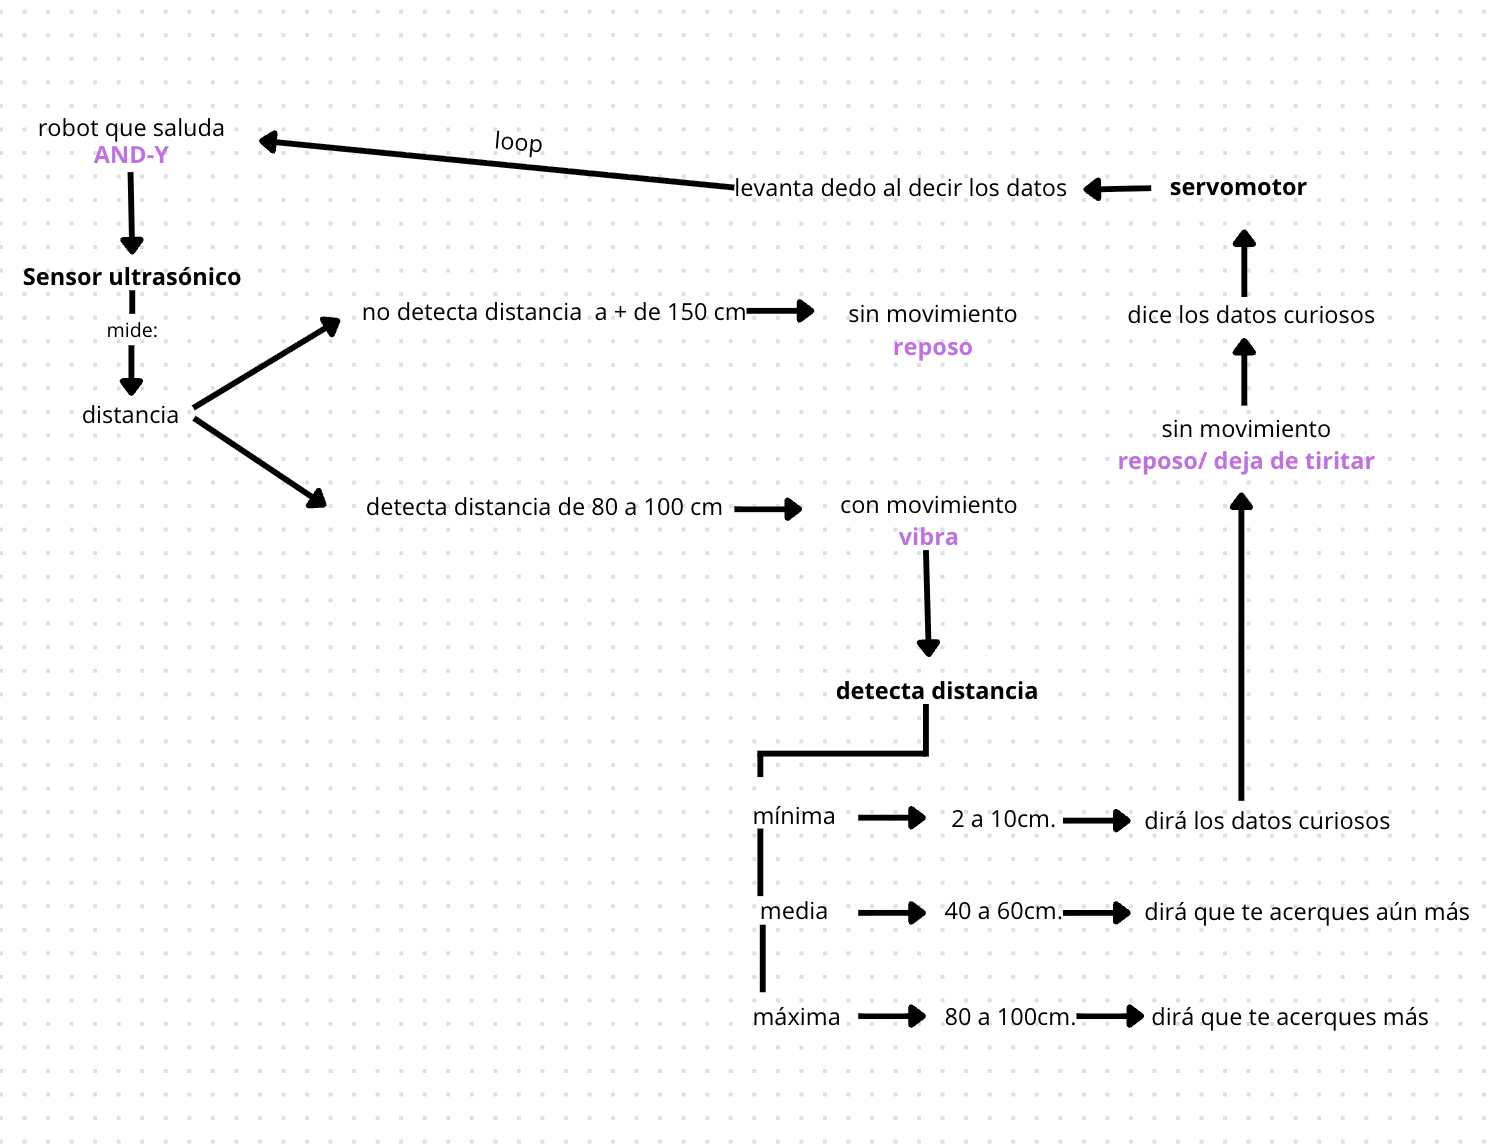 robot que saluda
AND-Y
loop
levanta dedo al decir los datos
servomotor
Sensor ultrasónico
mide:
distancia
no detecta distancia a + de 150 cm
sin movimiento
reposo
dice los datos curiosos
sin movimiento
reposo/ deja de tiritar
detecta distancia de 80 a 100 cm
con movimiento
vibra
detecta distancia
mínima
2 a 10cm.
dirá los datos curiosos
media
40 a 60cm.
dirá que te acerques aún más
máxima
80 a 100cm.
dirá que te acerques más